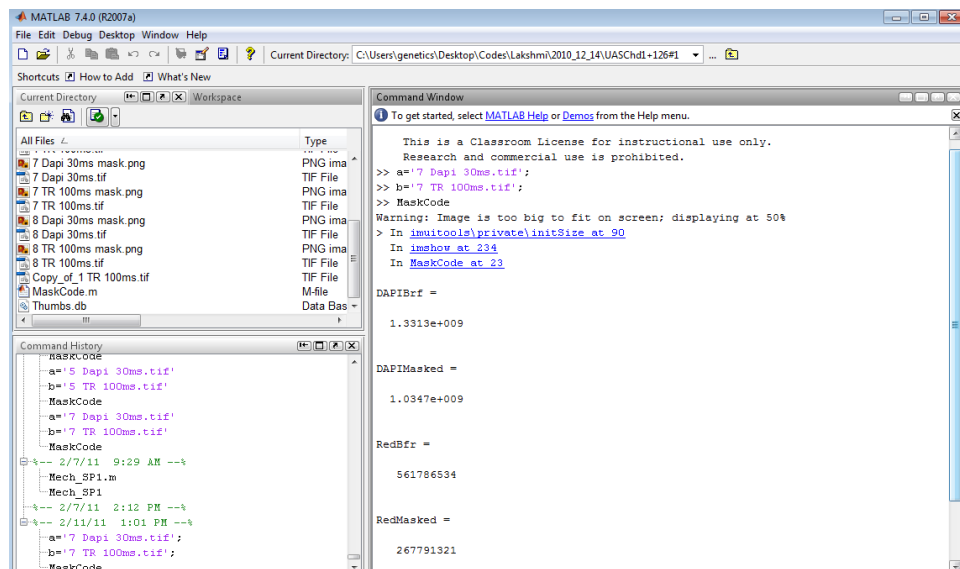 MATLAB 7.4.0 (R2007a)
File Edit Debug Desktop Window Help
Current Directory: C:\Users\genetics\Desktop\Codes\Lakshmi\2010_12_14\UASChd1+126#1
Shortcuts How to Add What's New
Current Directory Workspace
All Files Type
7 Dapi 30ms mask.png PNG ima
7 Dapi 30ms.tif TIF File
7 TR 100ms mask.png PNG ima
7 TR 100ms.tif TIF File
8 Dapi 30ms mask.png PNG ima
8 Dapi 30ms.tif TIF File
8 TR 100ms mask.png PNG ima
8 TR 100ms.tif TIF File
Copy_of_1 TR 100ms.tif TIF File
MaskCode.m M-file
Thumbs.db Data Bas
Command History
MaskCode
a='5 Dapi 30ms.tif'
b='5 TR 100ms.tif'
MaskCode
a='7 Dapi 30ms.tif'
b='7 TR 100ms.tif'
MaskCode
%-- 2/7/11 9:29 AM --%
Mech_SP1.m
Mech_SP1
%-- 2/7/11 2:12 PM --%
%-- 2/11/11 1:01 PM --%
a='7 Dapi 30ms.tif';
b='7 TR 100ms.tif';
MaskCode
Command Window
To get started, select MATLAB Help or Demos from the Help menu.
This is a Classroom License for instructional use only.
Research and commercial use is prohibited.
>> a='7 Dapi 30ms.tif';
>> b='7 TR 100ms.tif';
>> MaskCode
Warning: Image is too big to fit on screen; displaying at 50%
> In imuitools\private\initSize at 90
In imshow at 234
In MaskCode at 23
DAPIBrf =
1.3313e+009
DAPIMasked =
1.0347e+009
RedBfr =
561786534
RedMasked =
267791321